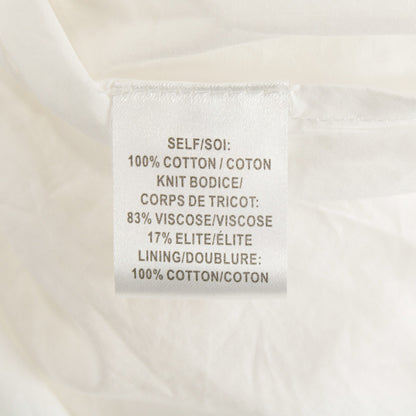 SELF/SOI:
100% COTTON / COTON
KNIT BODICE/
CORPS DE TRICOT:
83% VISCOSE/VISCOSE
17% ELITE/ÉLITE
LINING/DOUBLURE:
100% COTTON/COTON